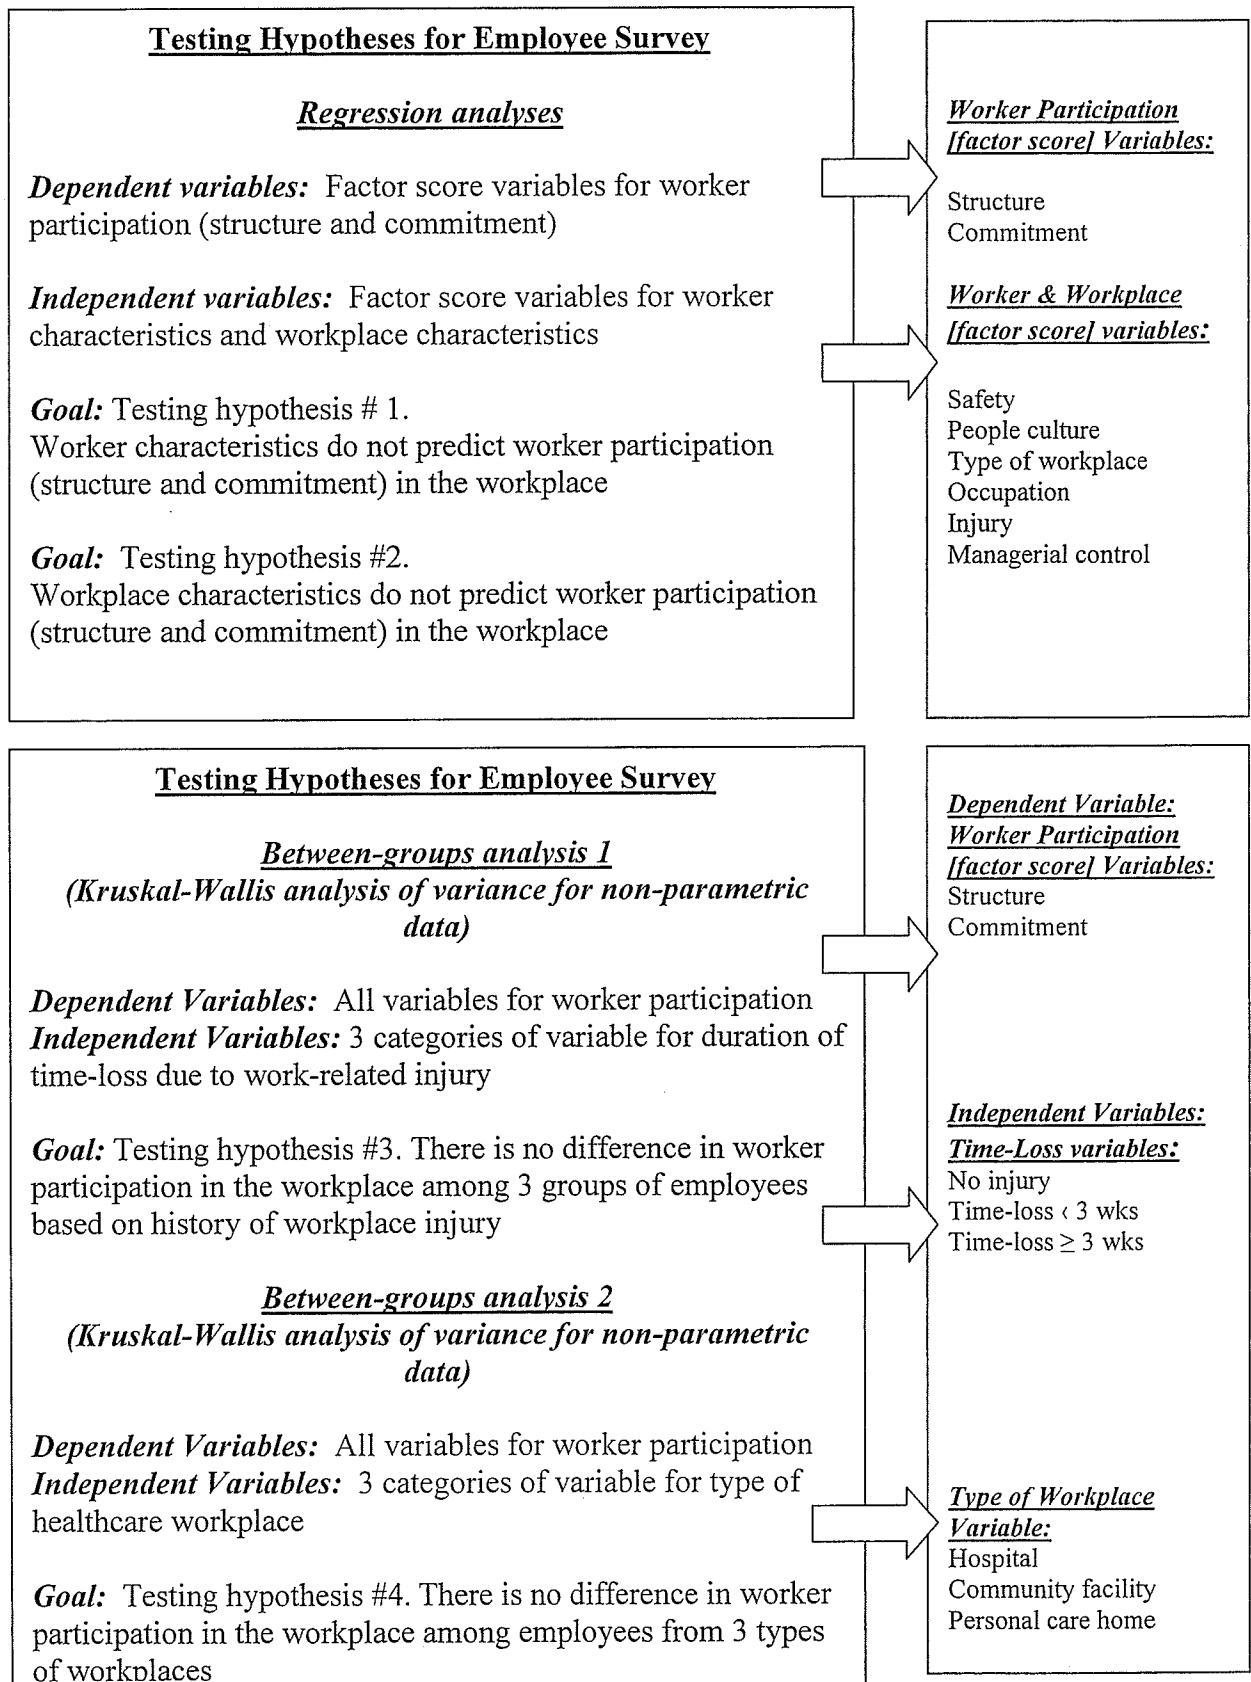 Testing Hypotheses for Employee Survey
Regression analyses
Dependent variables: Factor score variables for worker
participation (structure and commitment)
Independent variables: Factor score variables for worker
characteristics and workplace characteristics
Goal: Testing hypothesis # 1.
Worker characteristics do not predict worker participation
(structure and commitment) in the workplace
Goal: Testing hypothesis #2.
Workplace characteristics do not predict worker participation
(structure and commitment) in the workplace
Worker Participation
[factor score] Variables:
Structure
Commitment
Worker & Workplace
[factor score] variables:
Safety
People culture
Type of workplace
Occupation
Injury
Managerial control
Testing Hypotheses for Employee Survey
Between-groups analysis 1
(Kruskal-Wallis analysis of variance for non-parametric
data)
Dependent Variables: All variables for worker participation
Independent Variables: 3 categories of variable for duration of
time-loss due to work-related injury
Goal: Testing hypothesis #3. There is no difference in worker
participation in the workplace among 3 groups of employees
based on history of workplace injury
Between-groups analysis 2
(Kruskal-Wallis analysis of variance for non-parametric
data)
Dependent Variables: All variables for worker participation
Independent Variables: 3 categories of variable for type of
healthcare workplace
Goal: Testing hypothesis #4. There is no difference in worker
participation in the workplace among employees from 3 types
of workplaces
Dependent Variable:
Worker Participation
[factor score] Variables:
Structure
Commitment
Independent Variables:
Time-Loss variables:
No injury
Time-loss ‹ 3 wks
Time-loss ≥ 3 wks
Type of Workplace
Variable:
Hospital
Community facility
Personal care home